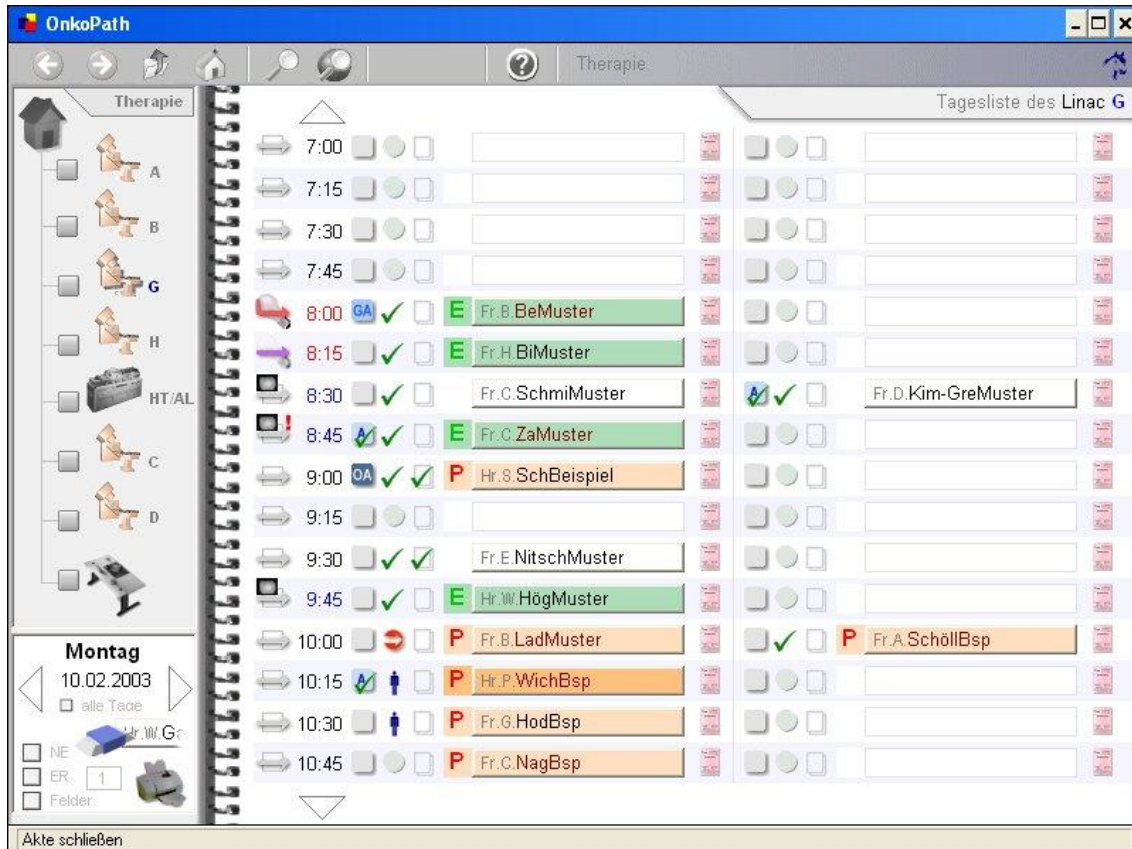 OnkoPath
Therapie
Tagesliste des Linac G
Therapie
A
B
G
H
HT/AL
C
D
Montag
10.02.2003
alle Tage
Hr.W.Ga
NE
ER 1
Felder
7:00
7:15
7:30
7:45
8:00 GA E Fr.B.BeMuster
8:15 E Fr.H.BiMuster
8:30 Fr.C.SchmiMuster A Fr.D.Kim-GreMuster
8:45 A E Fr.C.ZaMuster
9:00 OA P Hr.S.SchBeispiel
9:15
9:30 Fr.E.NitschMuster
9:45 E Hr.W.HögMuster
10:00 P Fr.B.LadMuster P Fr.A.SchöllBsp
10:15 A P Hr.P.WichBsp
10:30 P Fr.G.HodBsp
10:45 P Fr.C.NagBsp
Akte schließen